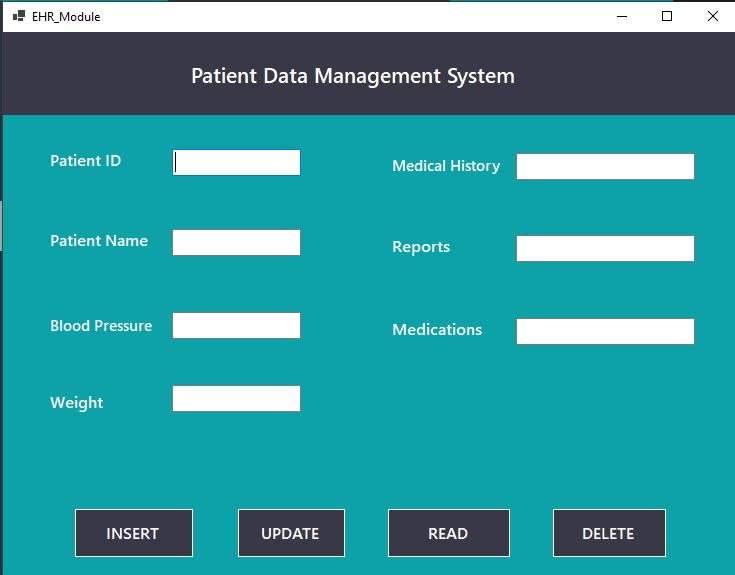 EHR_Module
Patient Data Management System
Patient ID
Medical History
Patient Name
Reports
Blood Pressure
Medications
Weight
INSERT
UPDATE
READ
DELETE